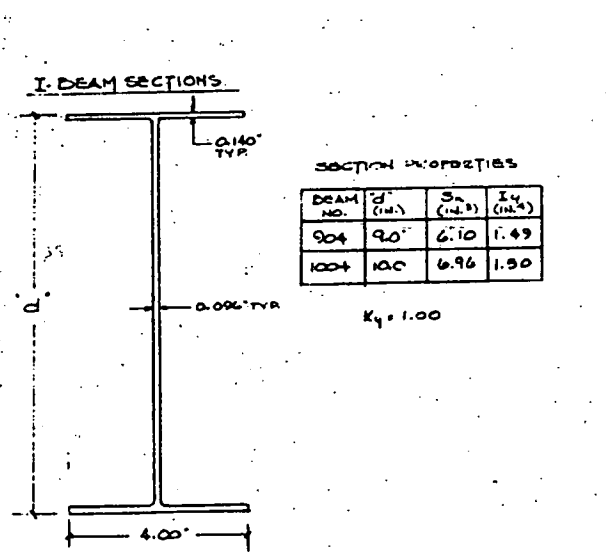 I-BEAM SECTIONS
0.140"
TYP.
SECTION PROPERTIES
BEAM NO. "d" (IN.) Sx (IN.³) Iy (IN.⁴)
904 9.0" 6.10 1.49
1004 10.0 6.96 1.50
"d"
0.096" TYP.
Ky = 1.00
4.00"